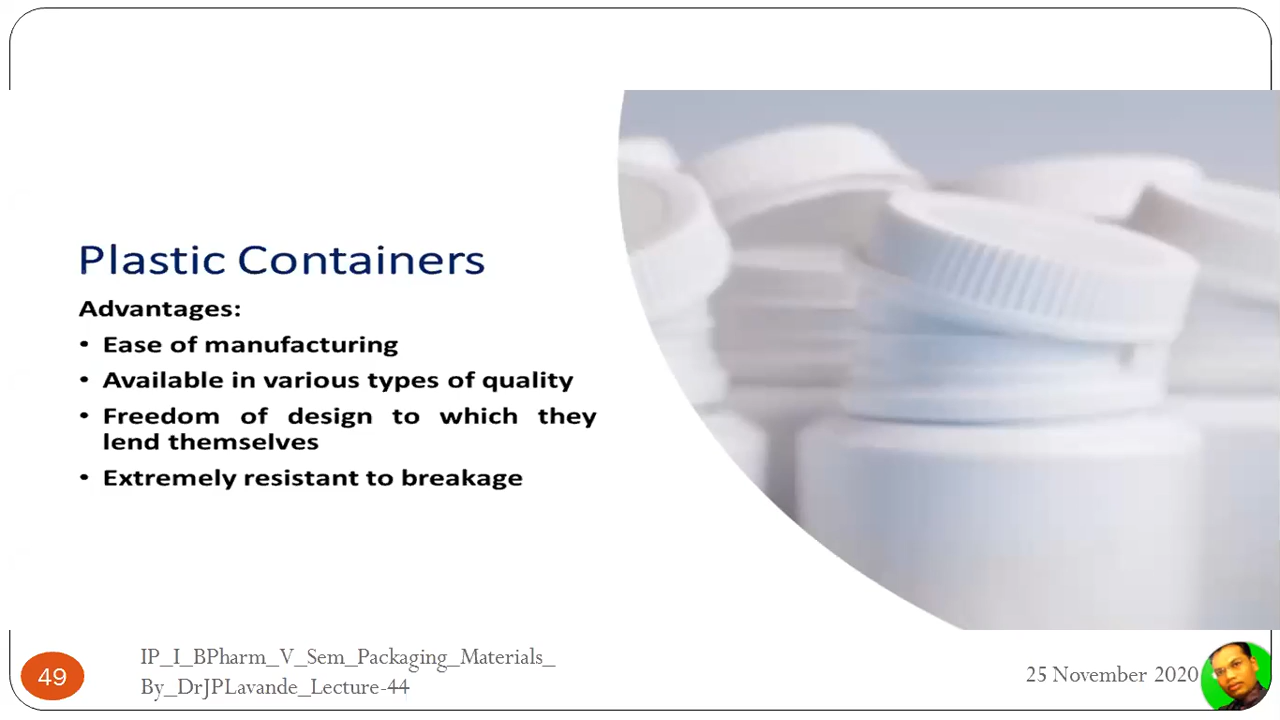 Plastic Containers
Advantages:
• Ease of manufacturing
• Available in various types of quality
• Freedom of design to which they
lend themselves
• Extremely resistant to breakage
49
IP_I_BPharm_V_Sem_Packaging_Materials_
By_DrJPLavande_Lecture-44
25 November 2020